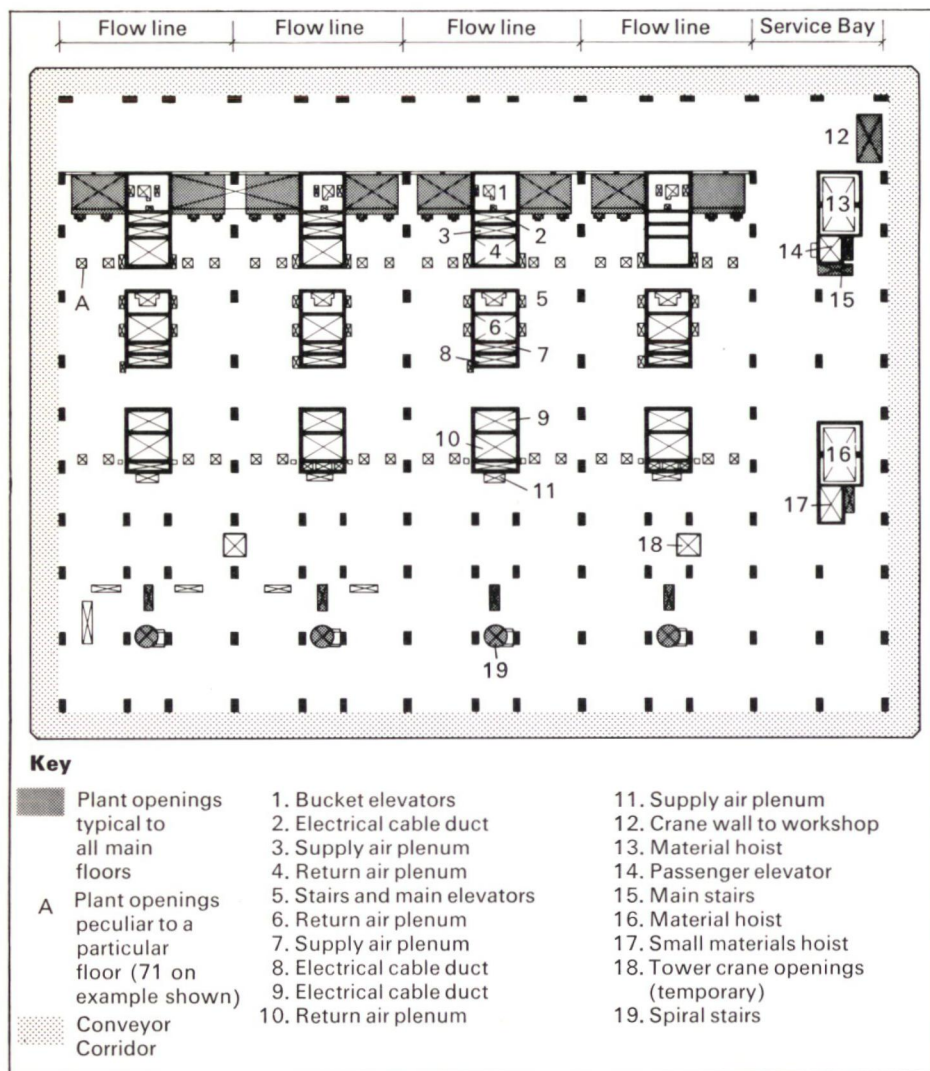 Flow line Flow line Flow line Flow line Service Bay
12
1
13
3 2
4 14
A 5 15
6
8 7
9
10 16
11
17
18
19
Key
Plant openings
typical to
all main
floors
A Plant openings
peculiar to a
particular
floor (71 on
example shown)
Conveyor
Corridor
1. Bucket elevators
2. Electrical cable duct
3. Supply air plenum
4. Return air plenum
5. Stairs and main elevators
6. Return air plenum
7. Supply air plenum
8. Electrical cable duct
9. Electrical cable duct
10. Return air plenum
11. Supply air plenum
12. Crane wall to workshop
13. Material hoist
14. Passenger elevator
15. Main stairs
16. Material hoist
17. Small materials hoist
18. Tower crane openings
(temporary)
19. Spiral stairs